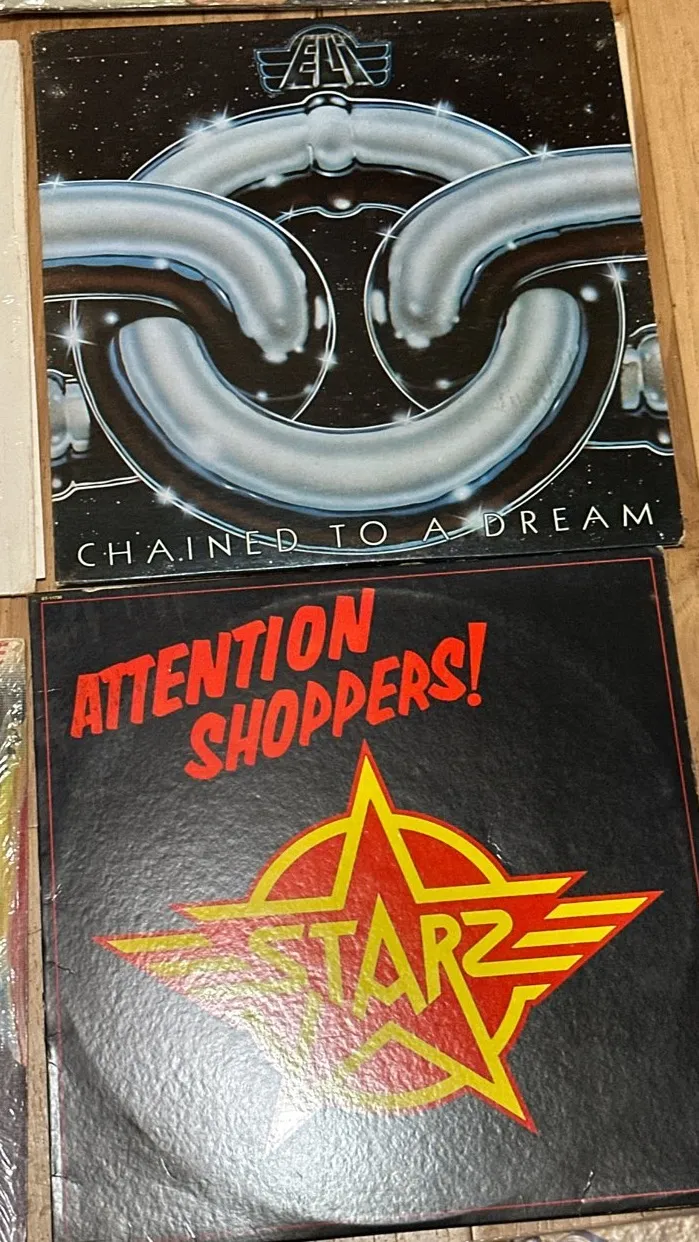 ELI
CHAINED TO A DREAM
ATTENTION
SHOPPERS!
STARZ